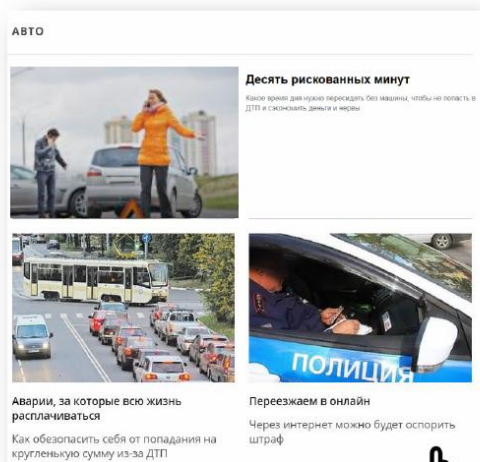 АВТО
Десять рискованных минут
Какое время дня нужно пересидеть без машины, чтобы не попасть в
ДТП и сэкономить деньги и нервы
ПОЛИЦИЯ
Аварии, за которые всю жизнь
расплачиваться
Как обезопасить себя от попадания на
кругленькую сумму из-за ДТП
Переезжаем в онлайн
Через интернет можно будет оспорить
штраф